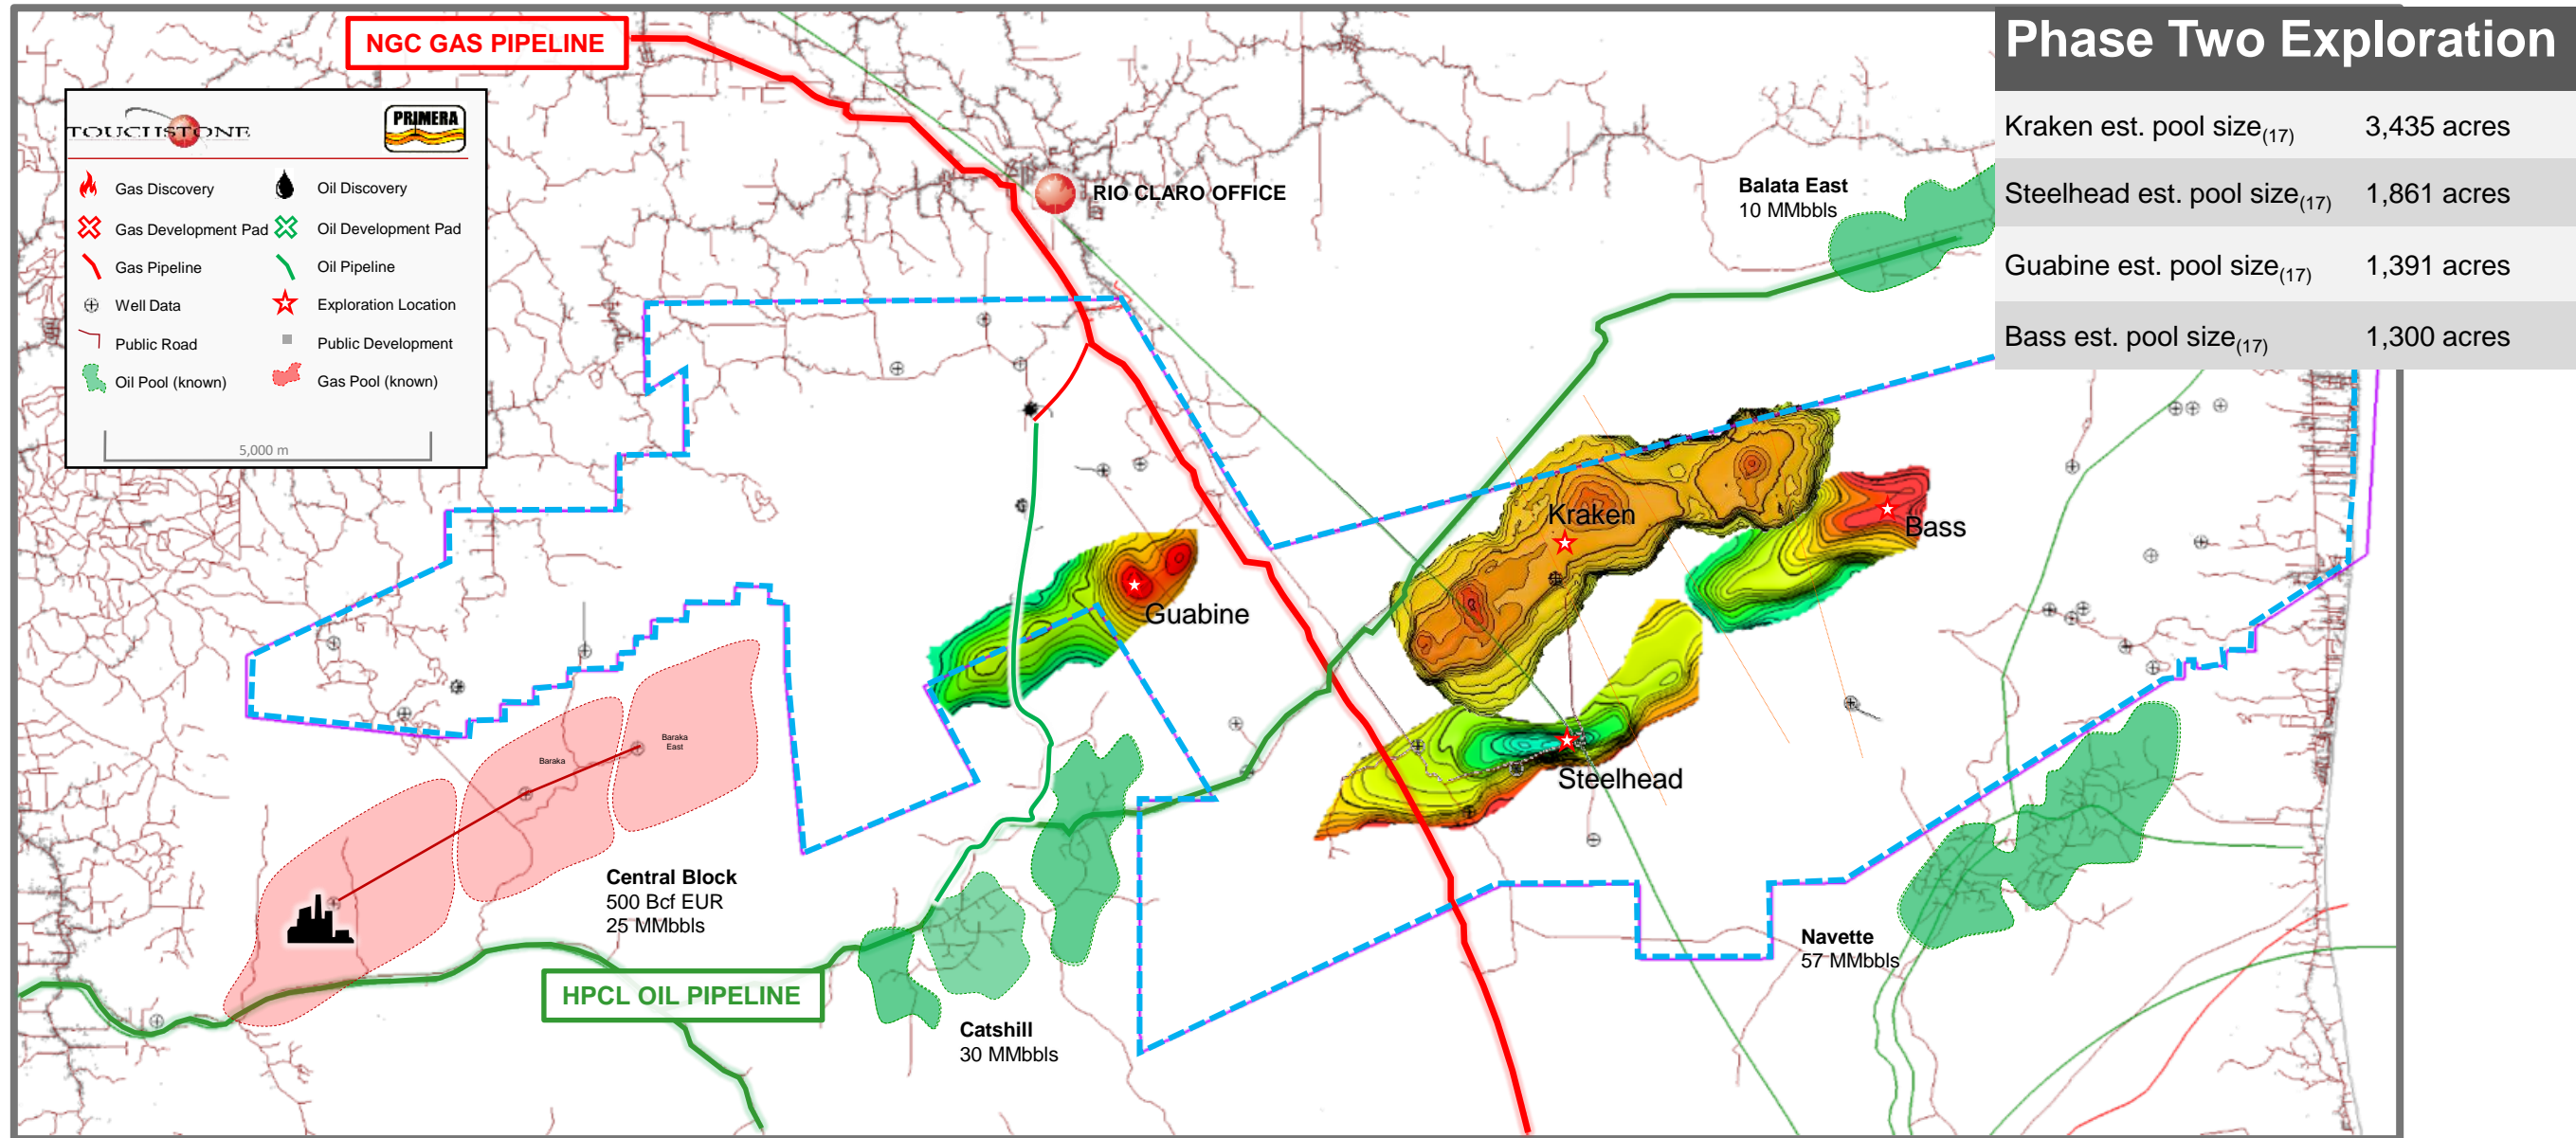 NGC GAS PIPELINE
Phase Two Exploration
Kraken est. pool size(17) 3,435 acres
Steelhead est. pool size(17) 1,861 acres
Guabine est. pool size(17) 1,391 acres
Bass est. pool size(17) 1,300 acres
TOUCHSTONE
PRIMERA
Gas Discovery
Oil Discovery
Gas Development Pad
Oil Development Pad
Gas Pipeline
Oil Pipeline
Well Data
Exploration Location
Public Road
Public Development
Oil Pool (known)
Gas Pool (known)
5,000 m
RIO CLARO OFFICE
Balata East
10 MMbbls
Kraken
Bass
Guabine
Steelhead
Baraka
Baraka
East
Central Block
500 Bcf EUR
25 MMbbls
HPCL OIL PIPELINE
Catshill
30 MMbbls
Navette
57 MMbbls